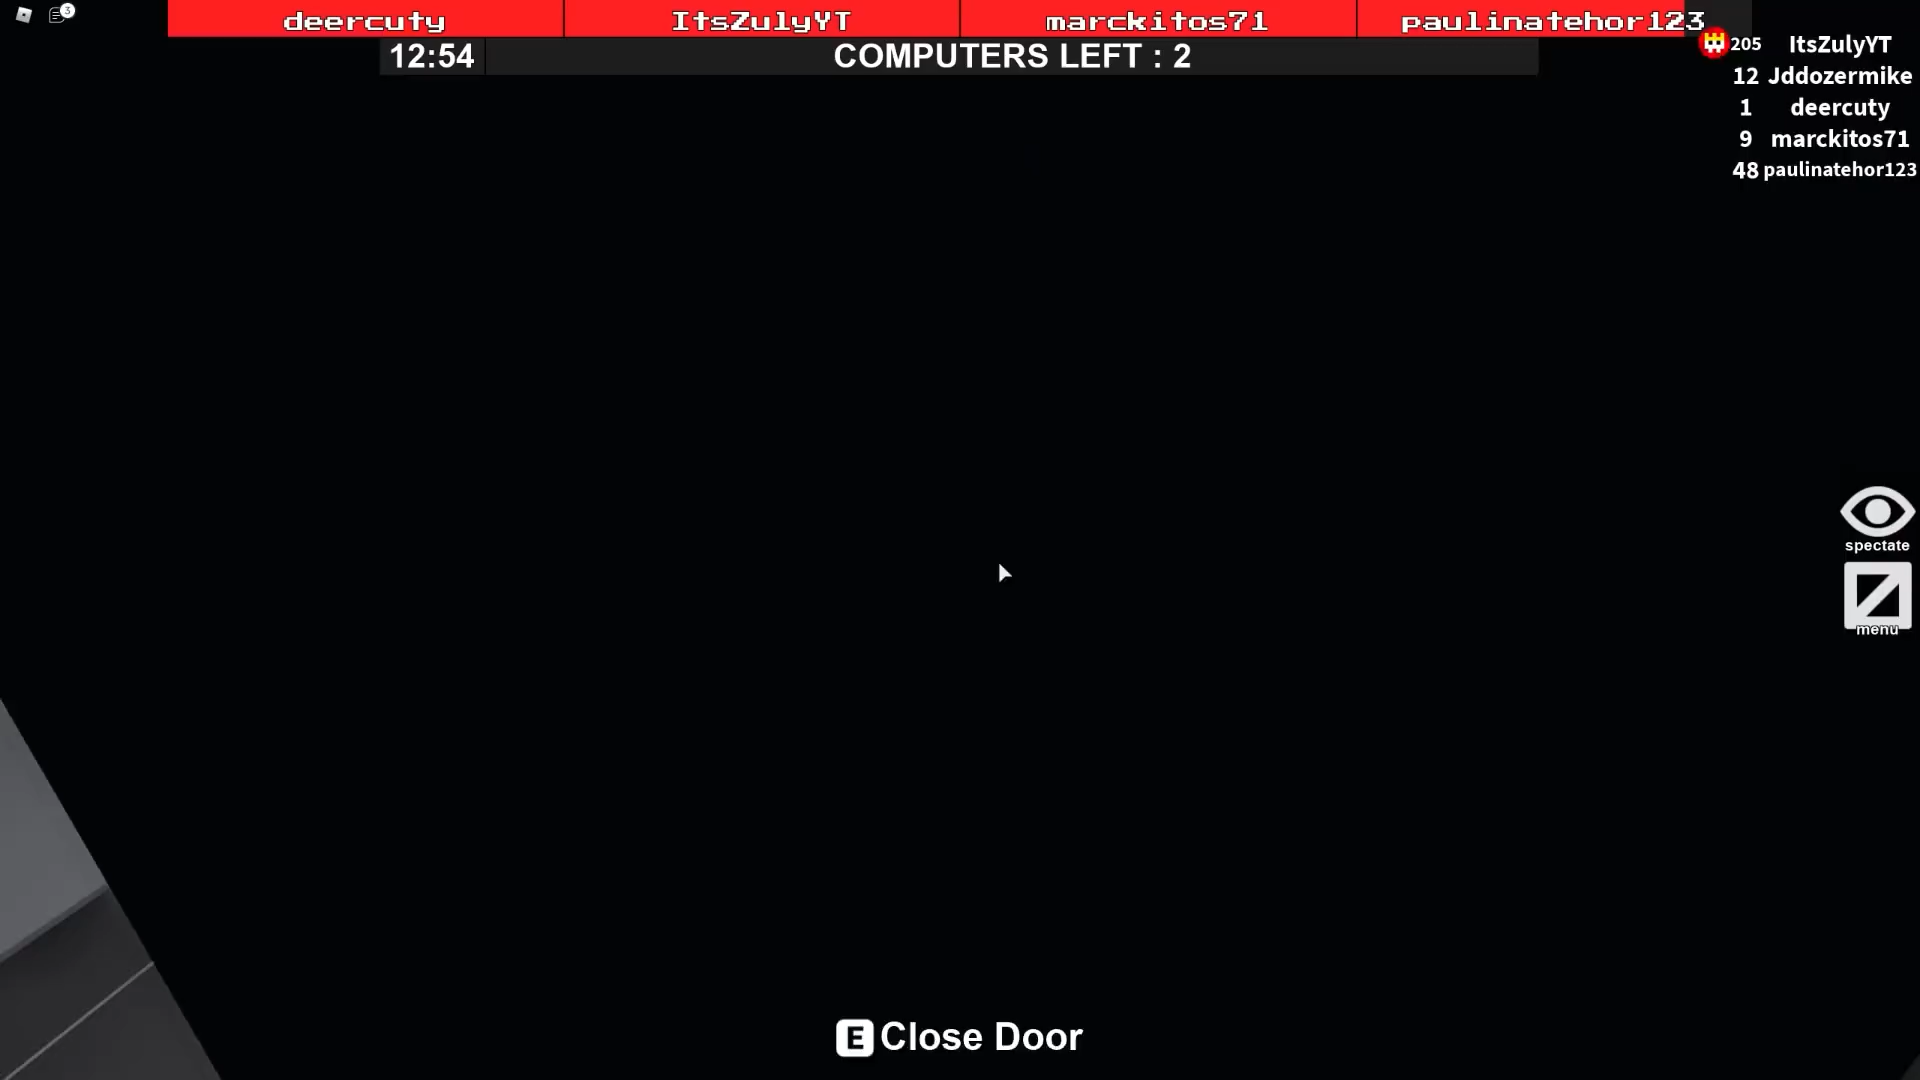 3
deercuty ItsZulyYT marckitos71 paulinatehor123
12:54 COMPUTERS LEFT : 2
205 ItsZulyYT
12 Jddozermike
1 deercuty
9 marckitos71
48 paulinatehor123
spectate
menu
E Close Door